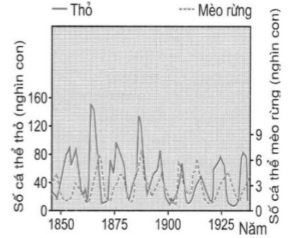 Thỏ
Mèo rừng
Số cá thể thỏ (nghìn con)
160
120
80
40
0
Số cá thể mèo rừng (nghìn con)
9
6
3
0
1850
1875
1900
1925
Năm